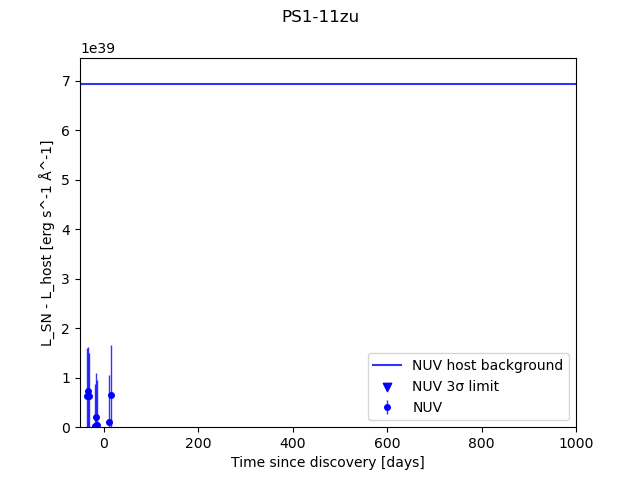 PS1-11zu
1e39
7
6
5
4
3
2
1
0
L_SN - L_host [erg s^-1 Å^-1]
NUV host background
NUV 3σ limit
NUV
0 200 400 600 800 1000
Time since discovery [days]